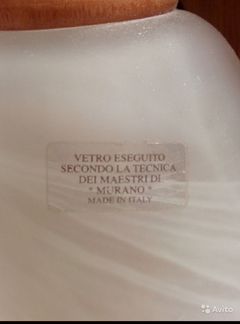 VETRO ESEGUITO
SECONDO LA TECNICA
DEI MAESTRI DI
" MURANO "
MADE IN ITALY
Avito